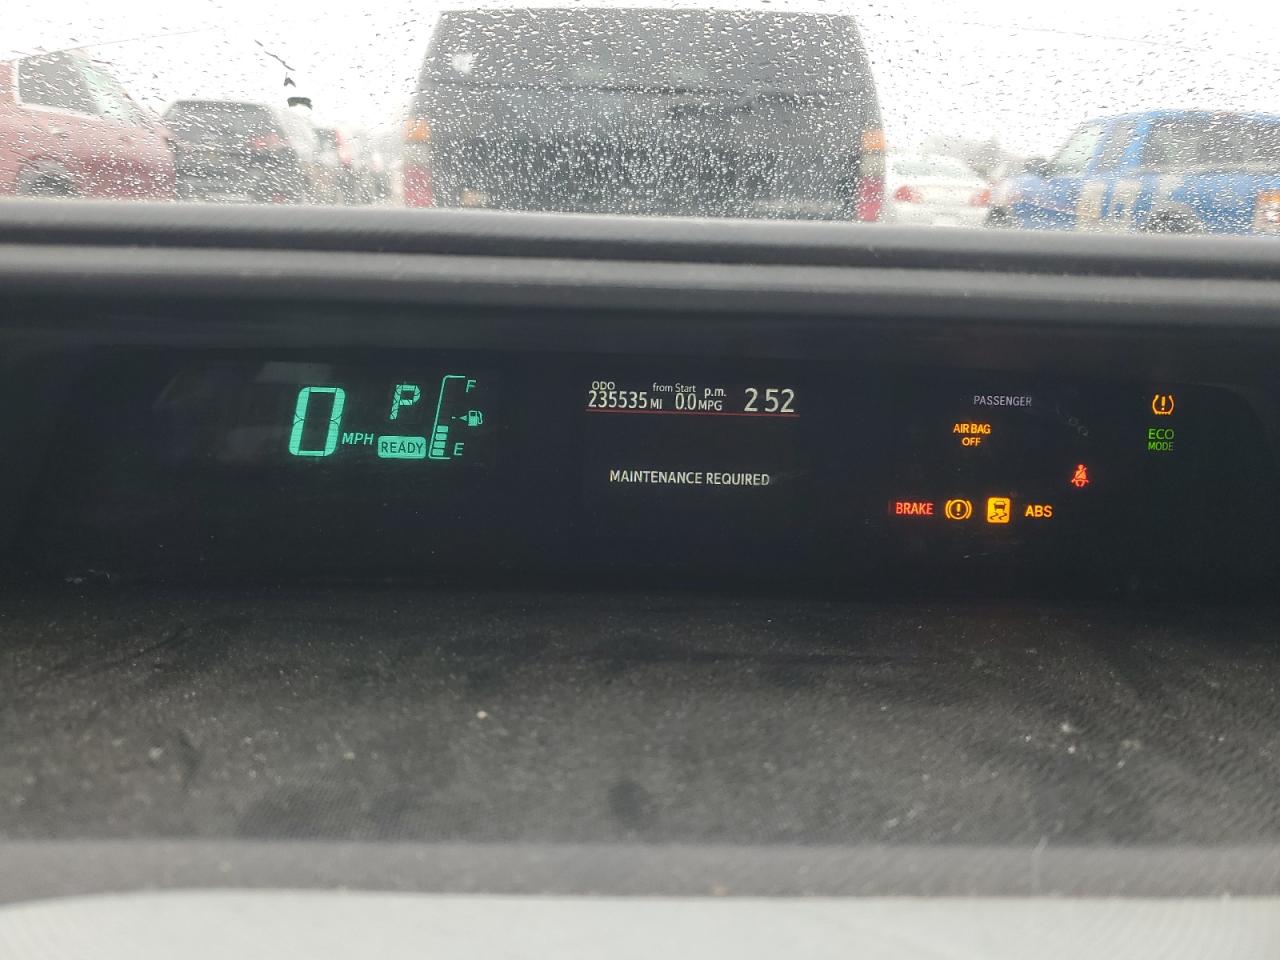 0 MPH
P
READY
F
E
ODO
235535 MI
from Start
0.0 MPG
p.m.
2 52
MAINTENANCE REQUIRED
PASSENGER
AIR BAG
OFF
ECO
MODE
BRAKE
ABS